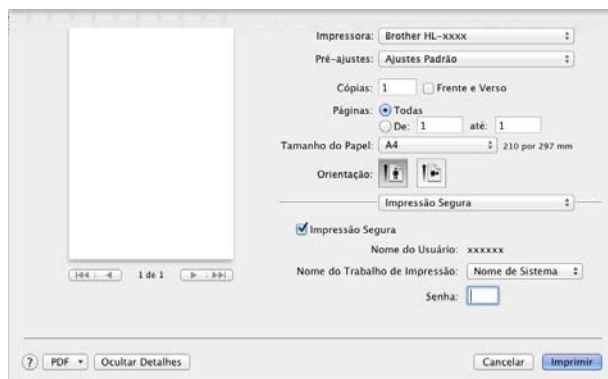 Impressora: Brother HL-xxxx
Pré-ajustes: Ajustes Padrão
Cópias: 1 Frente e Verso
Páginas: Todas
De: 1 até: 1
Tamanho do Papel: A4 210 por 297 mm
Orientação:
Impressão Segura
Impressão Segura
Nome do Usuário: xxxxxx
1 de 1
Nome do Trabalho de Impressão: Nome de Sistema
Senha:
? PDF Ocultar Detalhes Cancelar Imprimir